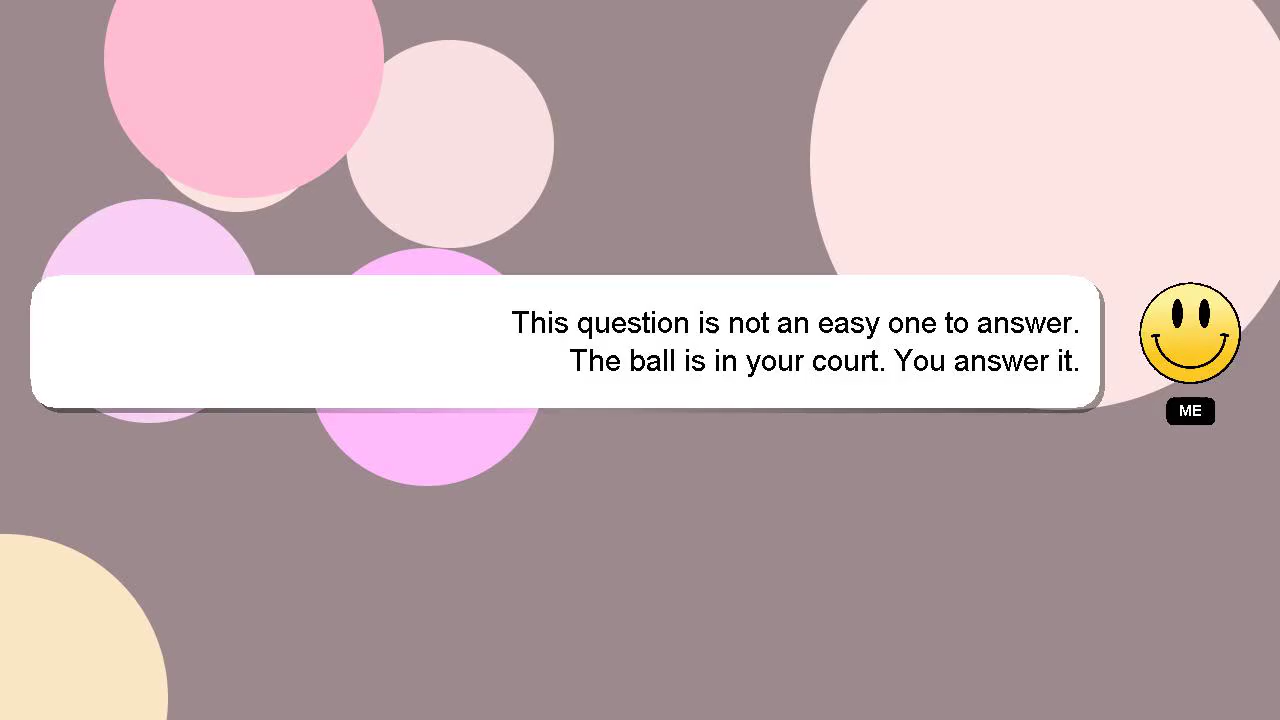 This question is not an easy one to answer.
The ball is in your court. You answer it.
ME